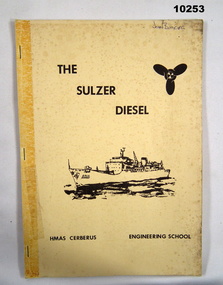 10253
THE
SULZER
DIESEL
HMAS CERBERUS ENGINEERING SCHOOL